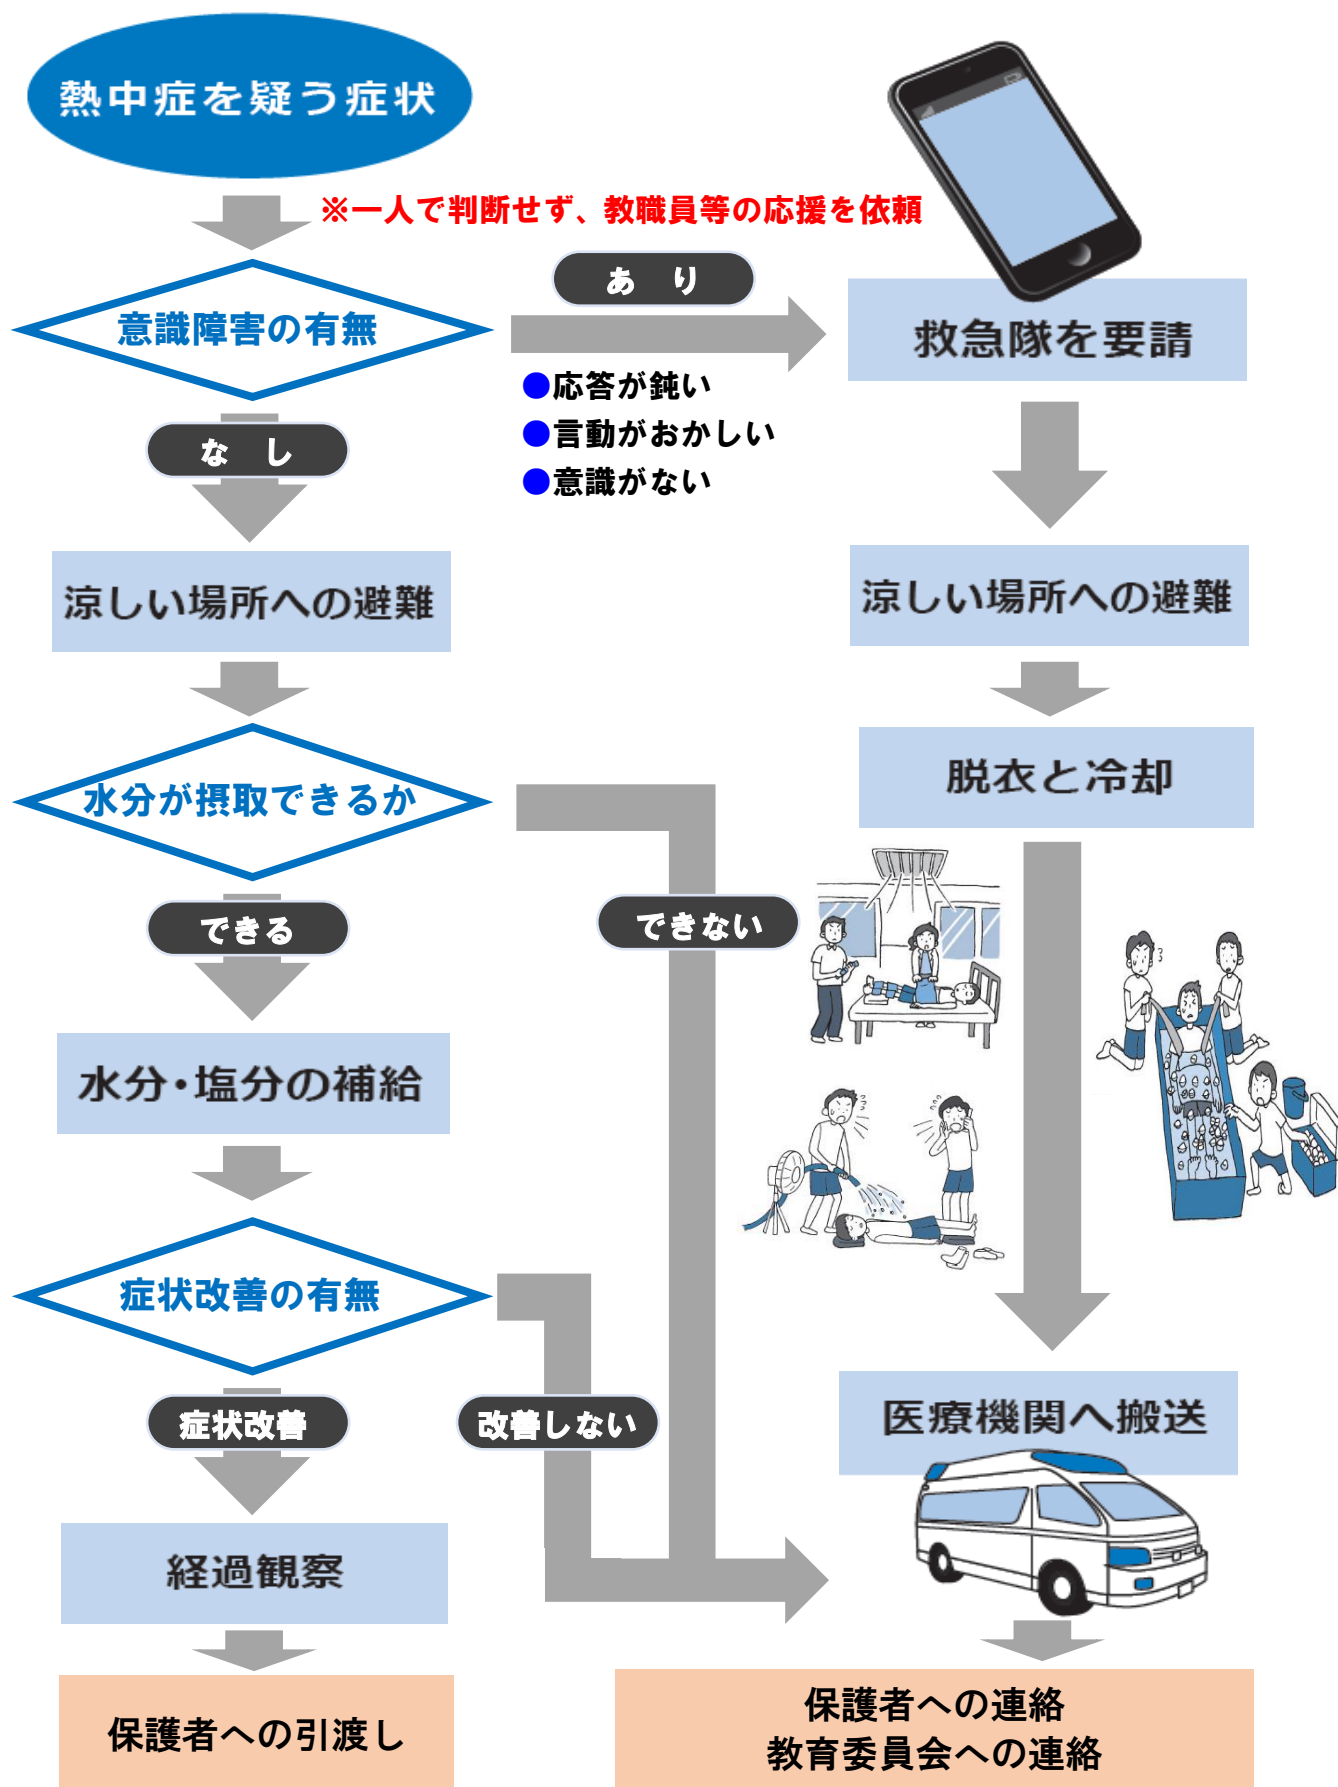 熱中症を疑う症状
※一人で判断せず、教職員等の応援を依頼
意識障害の有無
あ り
救急隊を要請
●応答が鈍い
●言動がおかしい
●意識がない
な し
涼しい場所への避難
涼しい場所への避難
水分が摂取できるか
脱衣と冷却
できる
できない
水分・塩分の補給
症状改善の有無
症状改善
改善しない
医療機関へ搬送
経過観察
保護者への引渡し
保護者への連絡
教育委員会への連絡